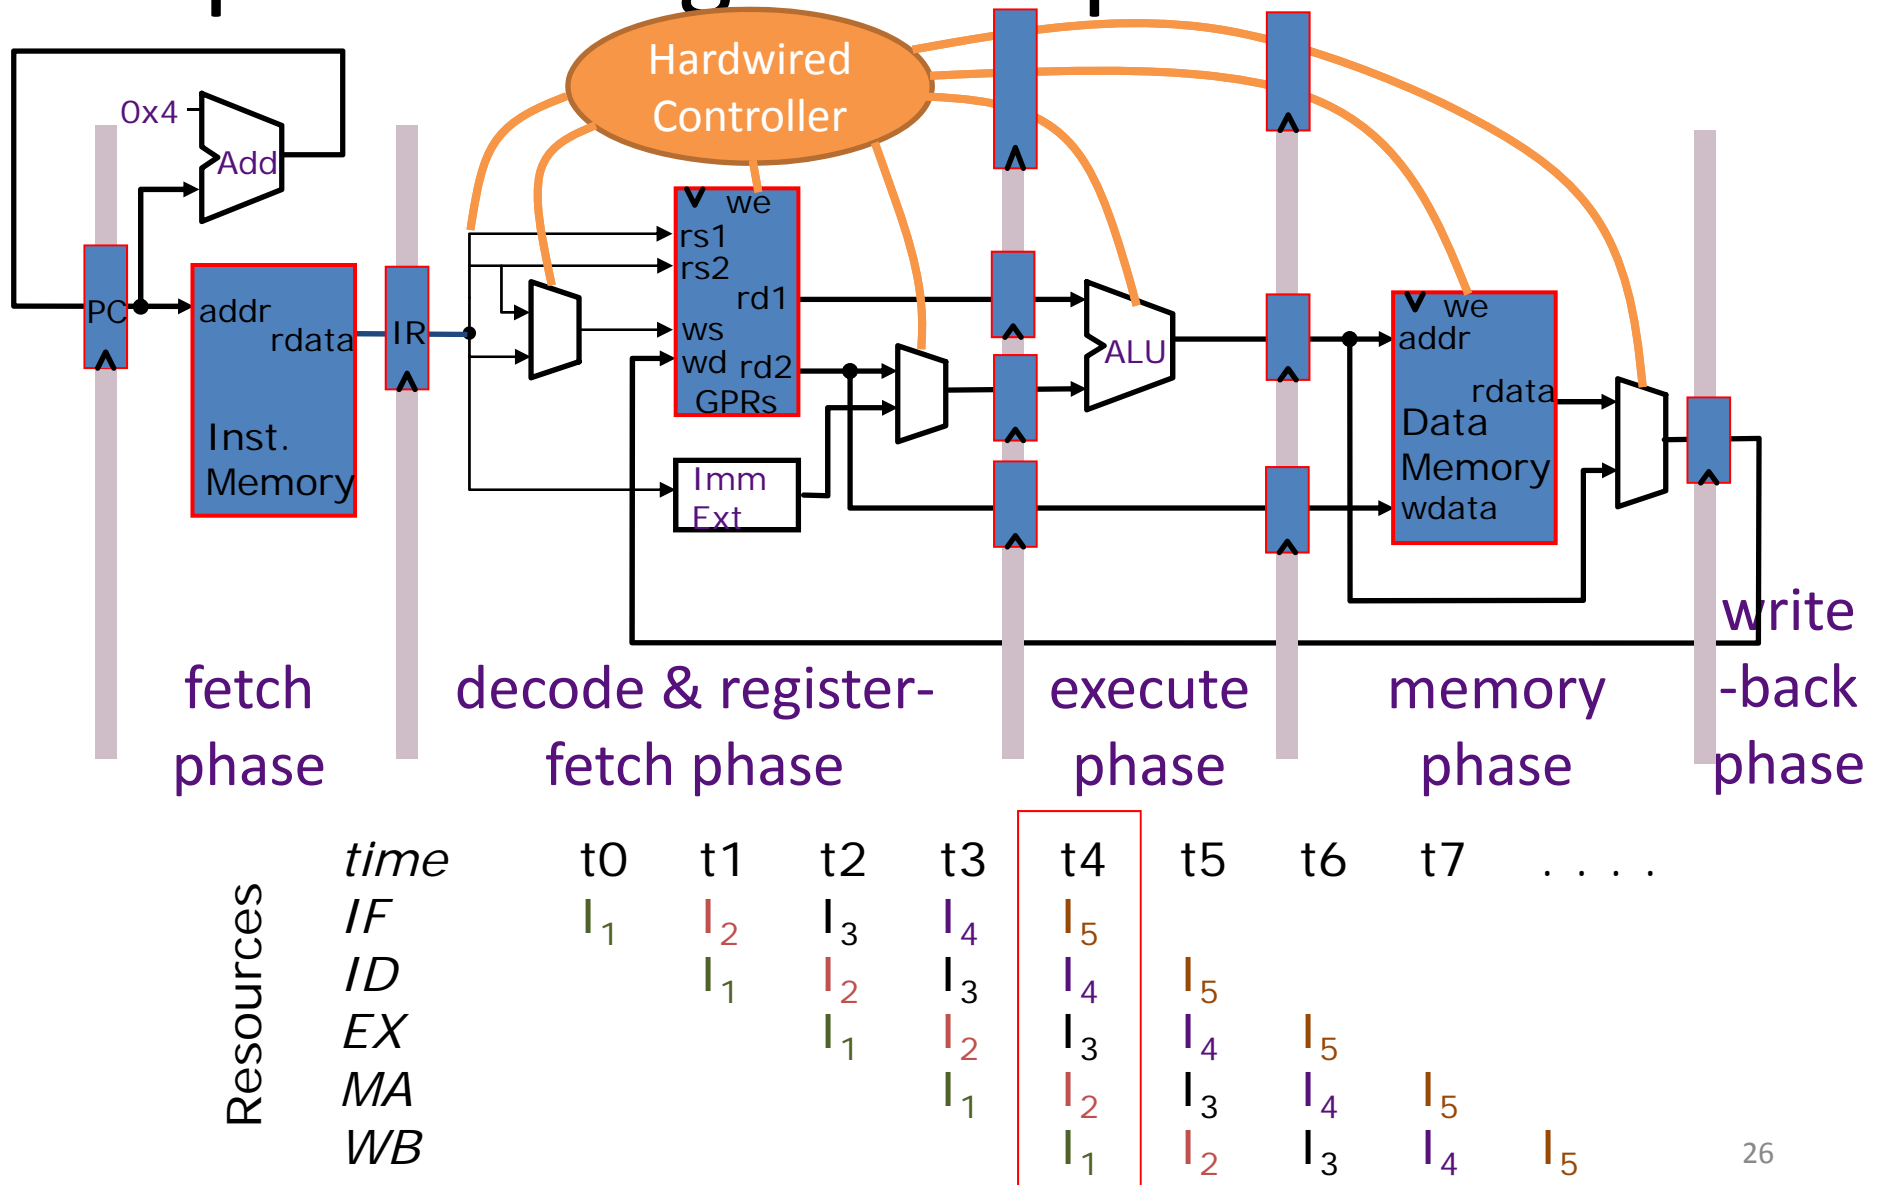 Hardwired
Controller
0x4
Add
PC
addr
rdata
Inst.
Memory
IR
we
rs1
rs2
rd1
ws
wd rd2
GPRs
Imm
Ext
ALU
we
addr
rdata
Data
Memory
wdata
fetch
phase
decode & register-
fetch phase
execute
phase
memory
phase
write
-back
phase
Resources
time t0 t1 t2 t3 t4 t5 t6 t7 . . . .
IF I1 I2 I3 I4 I5
ID I1 I2 I3 I4 I5
EX I1 I2 I3 I4 I5
MA I1 I2 I3 I4 I5
WB I1 I2 I3 I4 I5
26